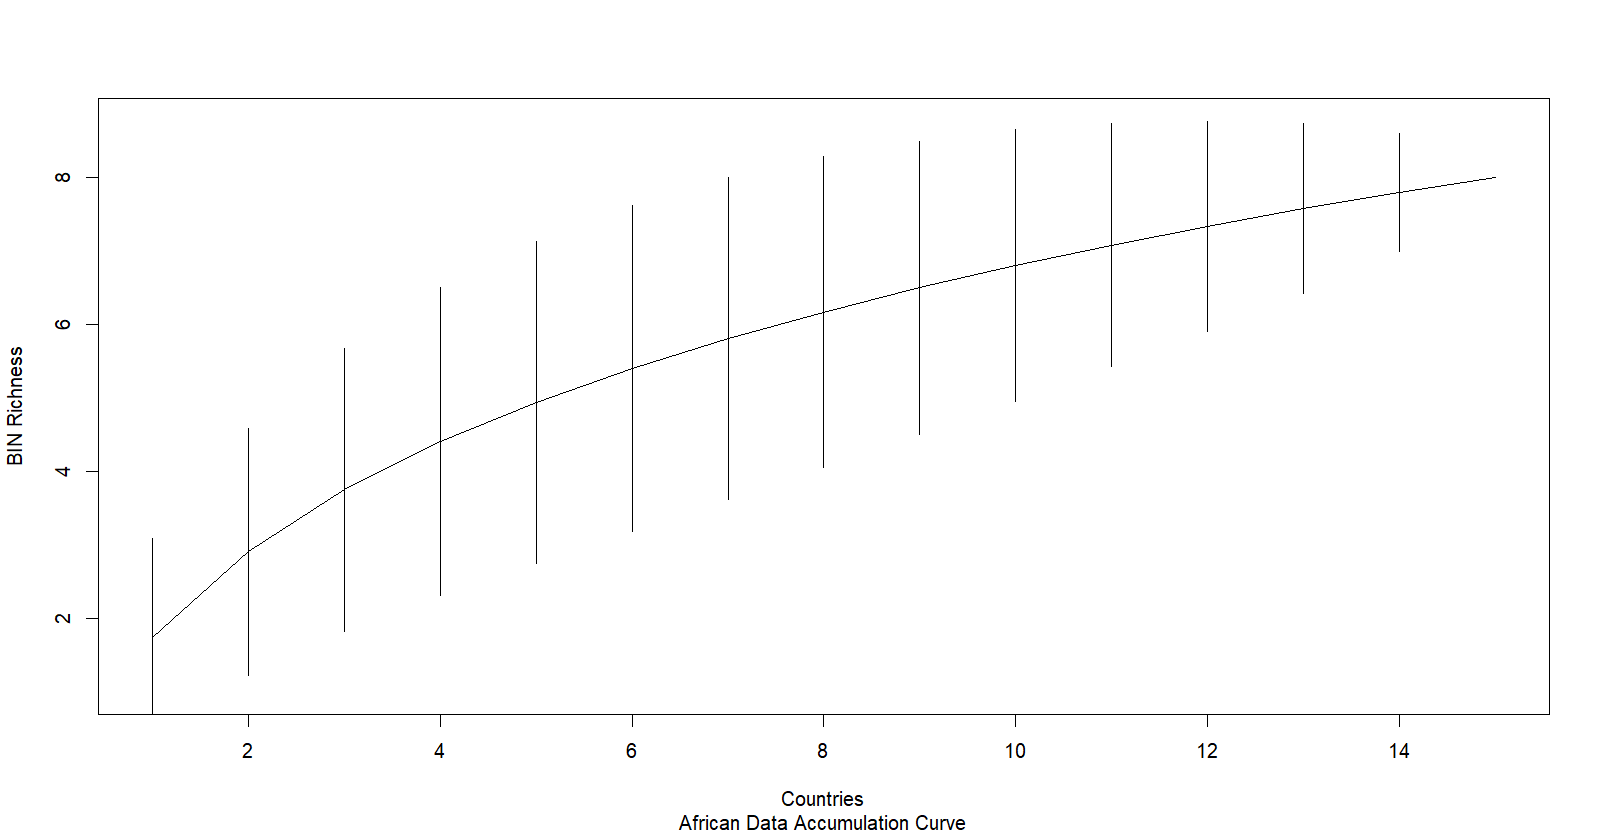 BIN Richness
8
6
4
2
2 4 6 8 10 12 14
Countries
African Data Accumulation Curve